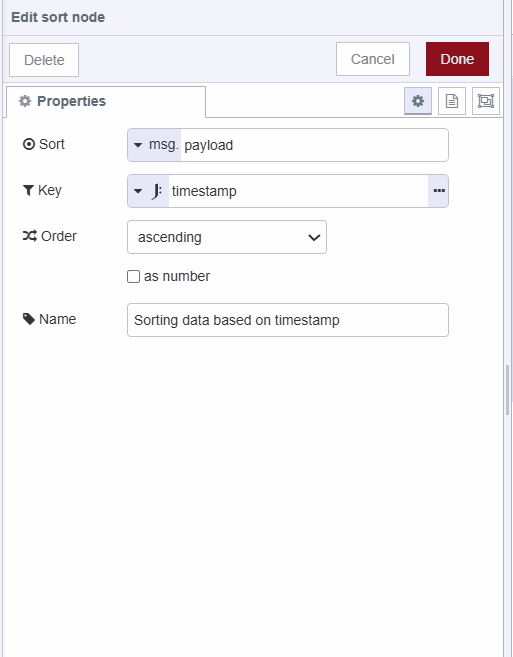 Edit sort node
Delete
Cancel
Done
Properties
Sort
msg. payload
Key
J: timestamp
•••
Order
ascending
as number
Name
Sorting data based on timestamp